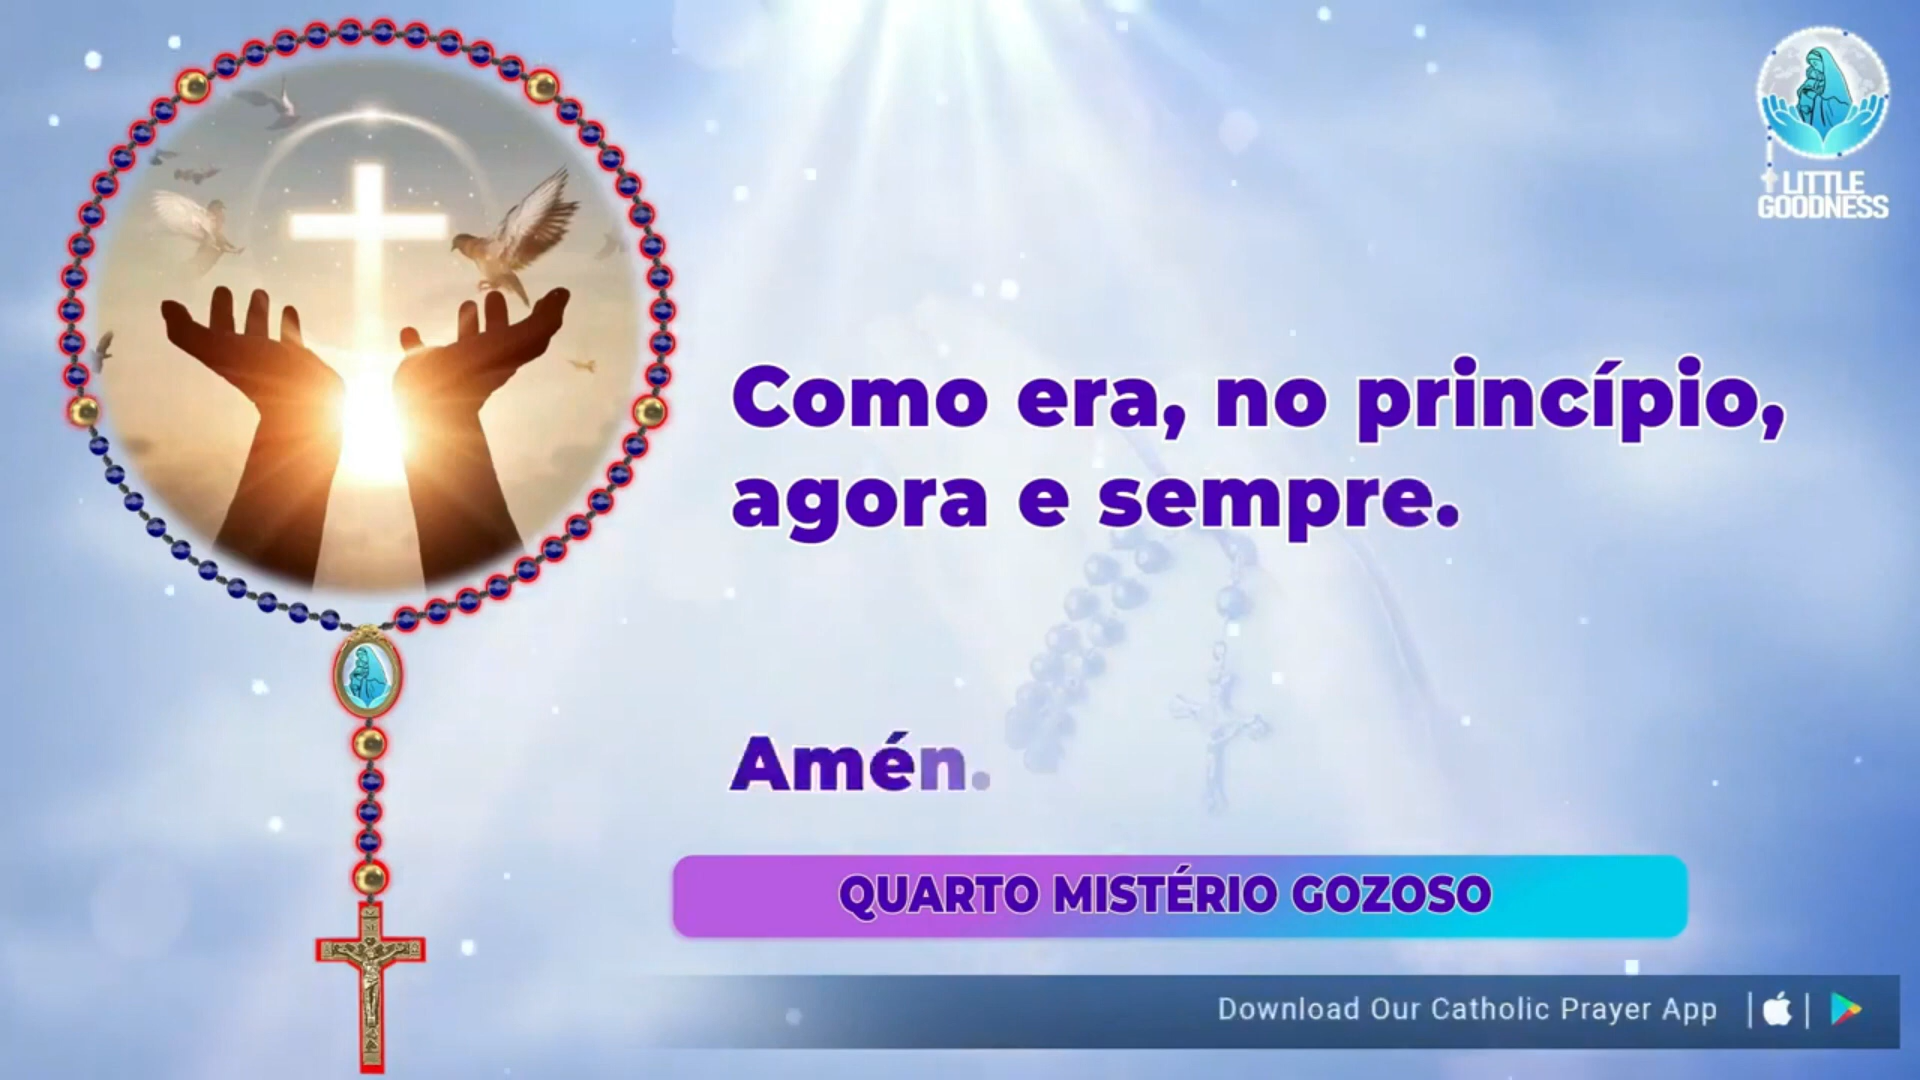 LITTLE
GOODNESS
Como era, no princípio,
agora e sempre.
Amén.
QUARTO MISTÉRIO GOZOSO
Download Our Catholic Prayer App